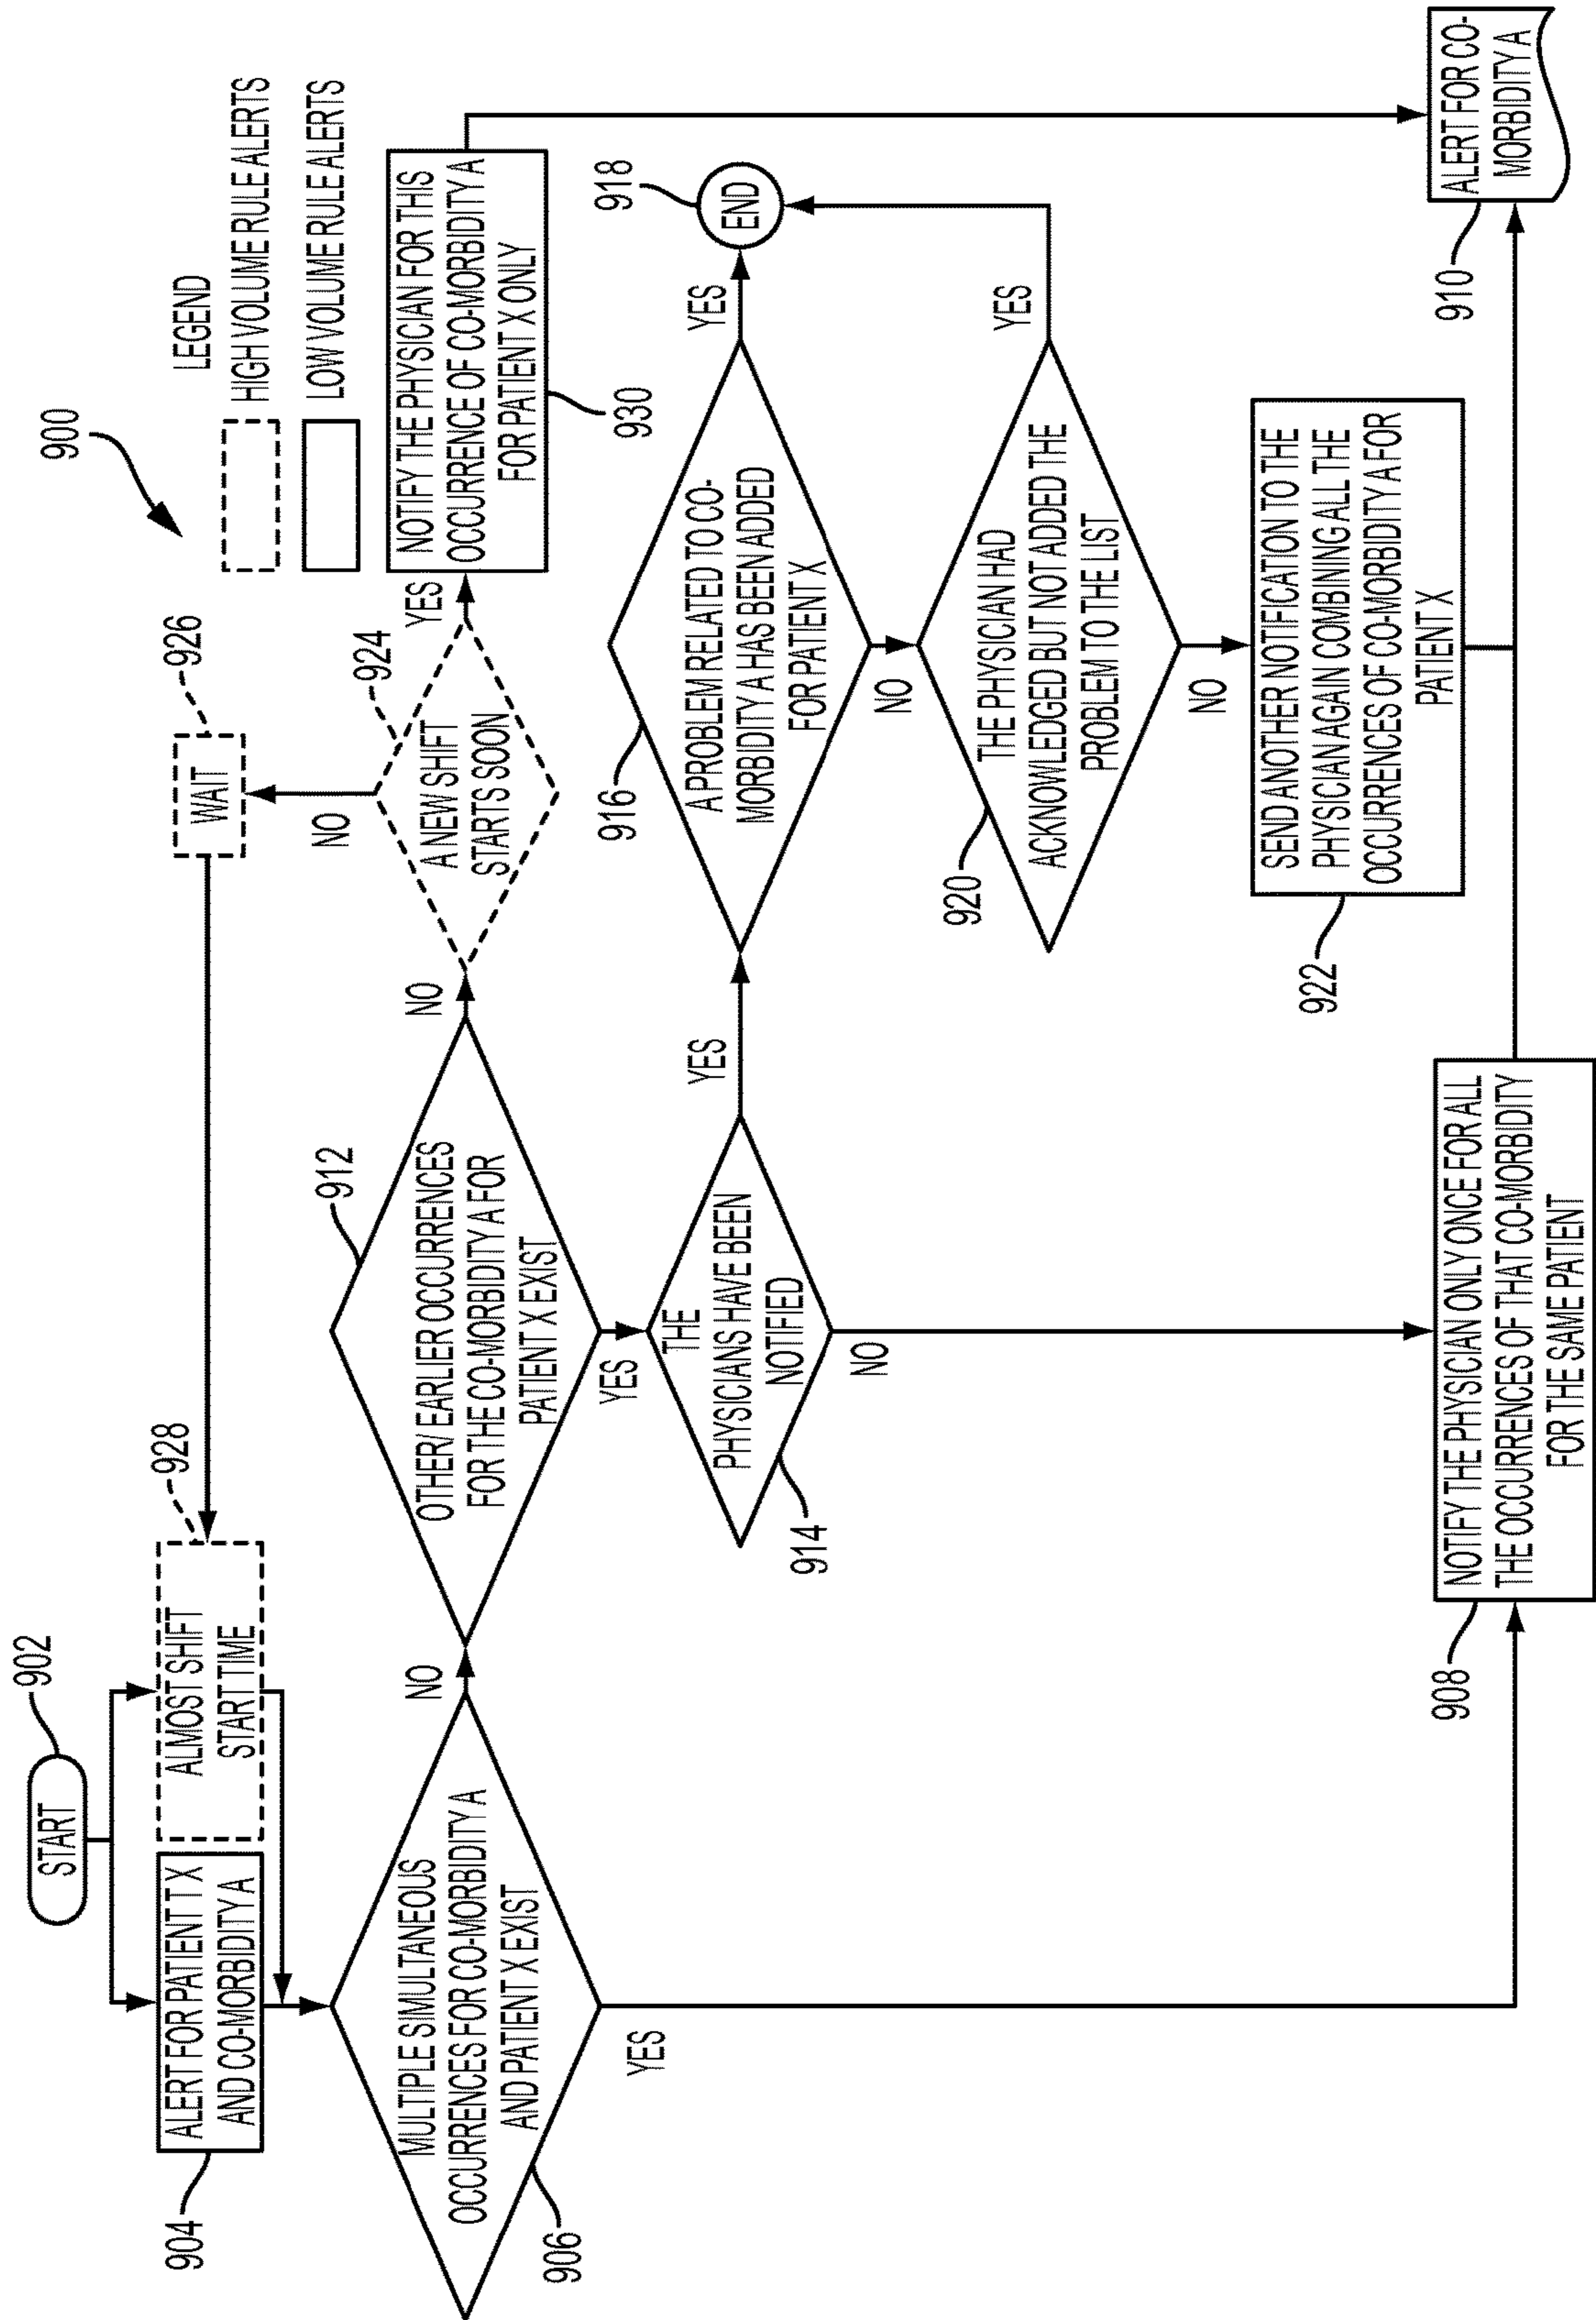 900
LEGEND
HIGH VOLUME RULE ALERTS
LOW VOLUME RULE ALERTS
START
902
ALERT FOR PATIENT X
AND CO-MORBIDITY A
904
ALMOST SHIFT
START TIME
928
WAIT
926
MULTIPLE SIMULTANEOUS
OCCURRENCES FOR CO-MORBIDITY A
AND PATIENT X EXIST
906
NO
YES
OTHER/ EARLIER OCCURRENCES
FOR THE CO-MORBIDITY A FOR
PATIENT X EXIST
912
NO
YES
A NEW SHIFT
STARTS SOON
924
NO
YES
NOTIFY THE PHYSICIAN FOR THIS
OCCURRENCE OF CO-MORBIDITY A
FOR PATIENT X ONLY
930
THE
PHYSICIANS HAVE BEEN
NOTIFIED
914
YES
NO
A PROBLEM RELATED TO CO-
MORBIDITY A HAS BEEN ADDED
FOR PATIENT X
916
YES
NO
END
918
THE PHYSICIAN HAD
ACKNOWLEDGED BUT NOT ADDED THE
PROBLEM TO THE LIST
920
YES
NO
SEND ANOTHER NOTIFICATION TO THE
PHYSICIAN AGAIN COMBINING ALL THE
OCCURRENCES OF CO-MORBIDITY A FOR
PATIENT X
922
NOTIFY THE PHYSICIAN ONLY ONCE FOR ALL
THE OCCURRENCES OF THAT CO-MORBIDITY
FOR THE SAME PATIENT
908
ALERT FOR CO-
MORBIDITY A
910